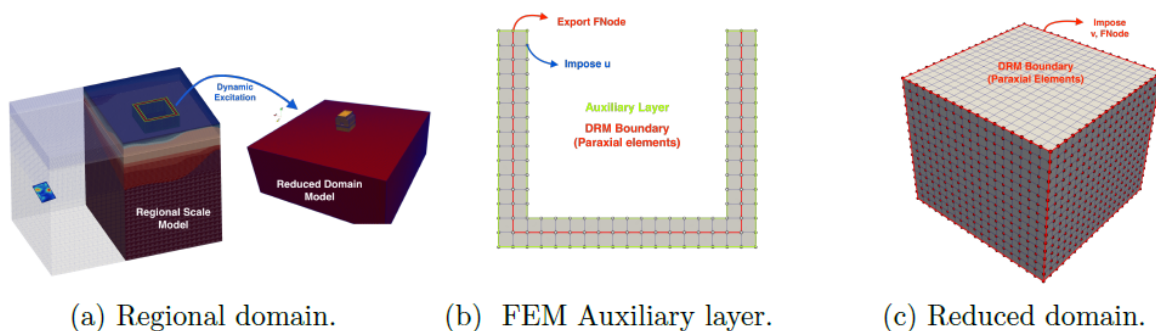 Dynamic
Excitation
Regional Scale
Model
Reduced Domain
Model
(a) Regional domain.
Export FNode
Impose u
Auxiliary Layer
DRM Boundary
(Paraxial elements)
(b) FEM Auxiliary layer.
Impose
v, FNode
DRM Boundary
(Paraxial Elements)
(c) Reduced domain.